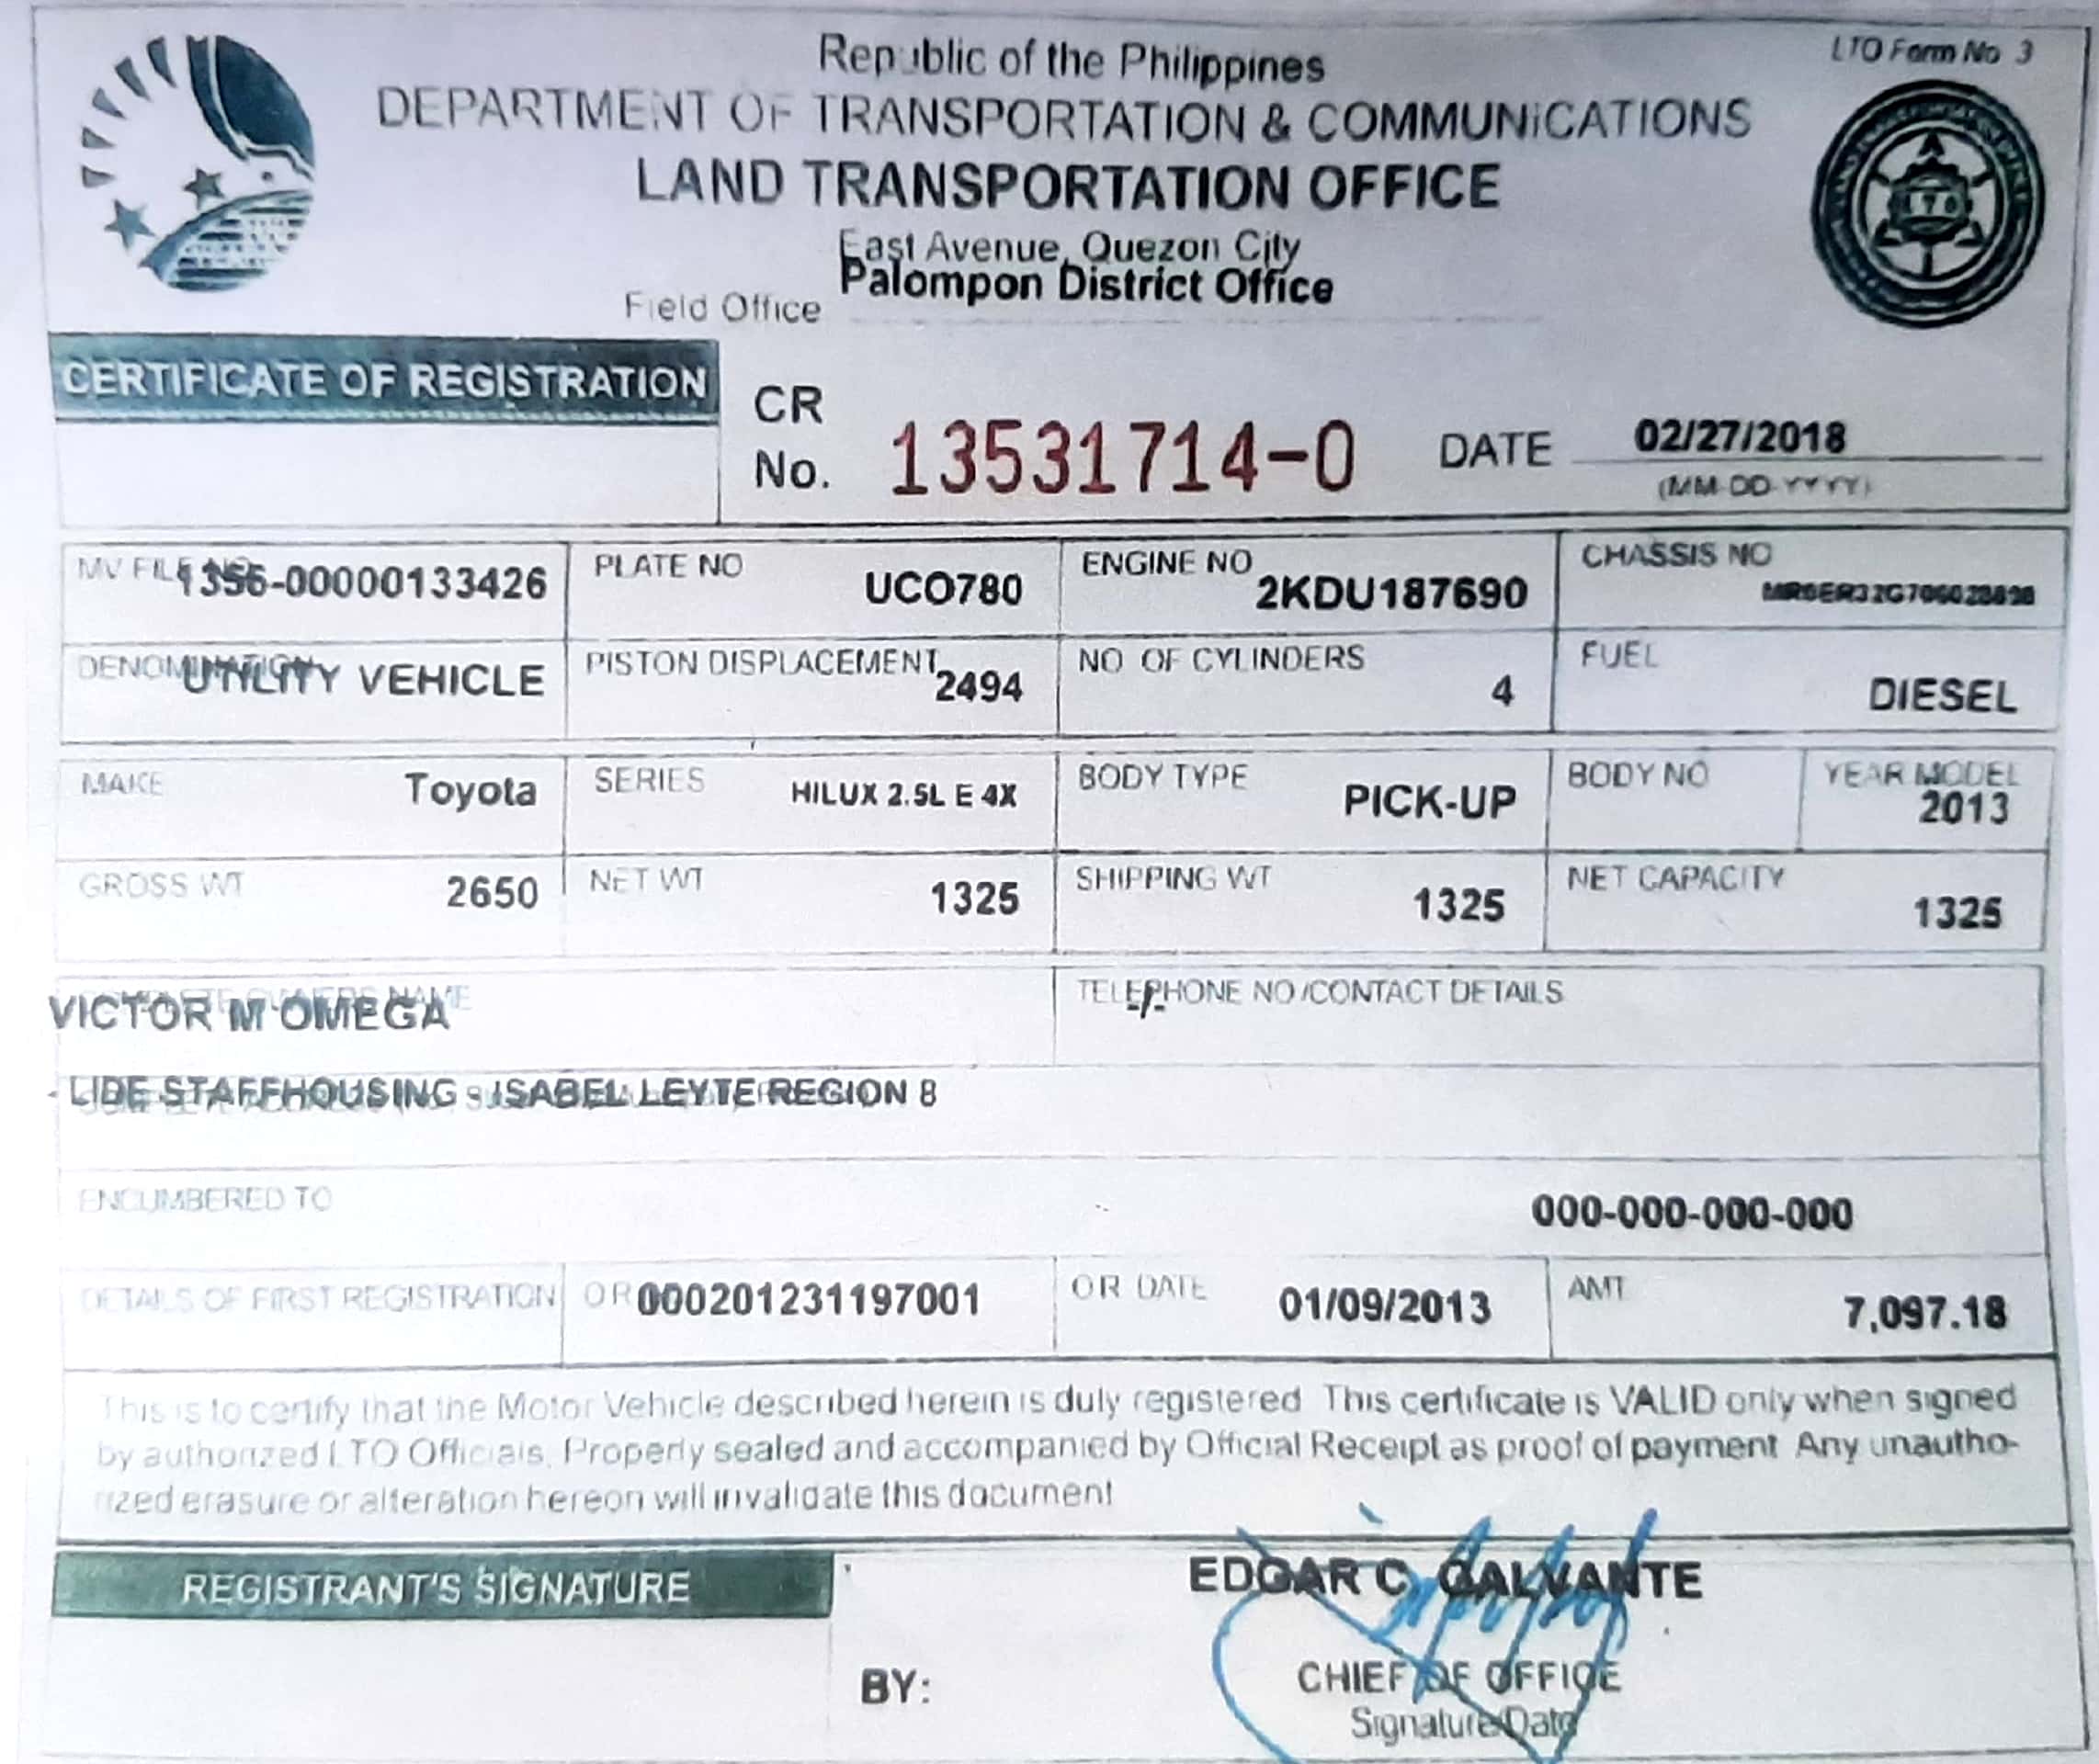 LTO Form No 3
Republic of the Philippines
DEPARTMENT OF TRANSPORTATION & COMMUNICATIONS
LAND TRANSPORTATION OFFICE
East Avenue, Quezon City
Field Office Palompon District Office
CERTIFICATE OF REGISTRATION
CR No. 13531714-0 DATE 02/27/2018
(MM-DD-YYYY)
MV FILE NO 1356-00000133426 PLATE NO UCO780 ENGINE NO 2KDU187690 CHASSIS NO
DENOMINATION UTILITY VEHICLE PISTON DISPLACEMENT 2494 NO OF CYLINDERS 4 FUEL DIESEL
MAKE Toyota SERIES HILUX 2.5L E 4X BODY TYPE PICK-UP BODY NO YEAR MODEL 2013
GROSS WT 2650 NET WT 1325 SHIPPING WT 1325 NET CAPACITY 1325
COMPLETE OWNERS NAME TELEPHONE NO/CONTACT DETAILS
VICTOR M OMEGA
- LIDE STAFFHOUSING - ISABEL LEYTE REGION 8
ENCUMBERED TO 000-000-000-000
DETAILS OF FIRST REGISTRATION OR 000201231197001 OR DATE 01/09/2013 AMT 7,097.18
This is to certify that the Motor Vehicle described herein is duly registered This certificate is VALID only when signed
by authorized LTO Officials, Properly sealed and accompanied by Official Receipt as proof of payment Any unautho-
rized erasure or alteration hereon will invalidate this document
REGISTRANT'S SIGNATURE
EDGAR C. GALVANTE
BY:
CHIEF OF OFFICE
Signature/Date